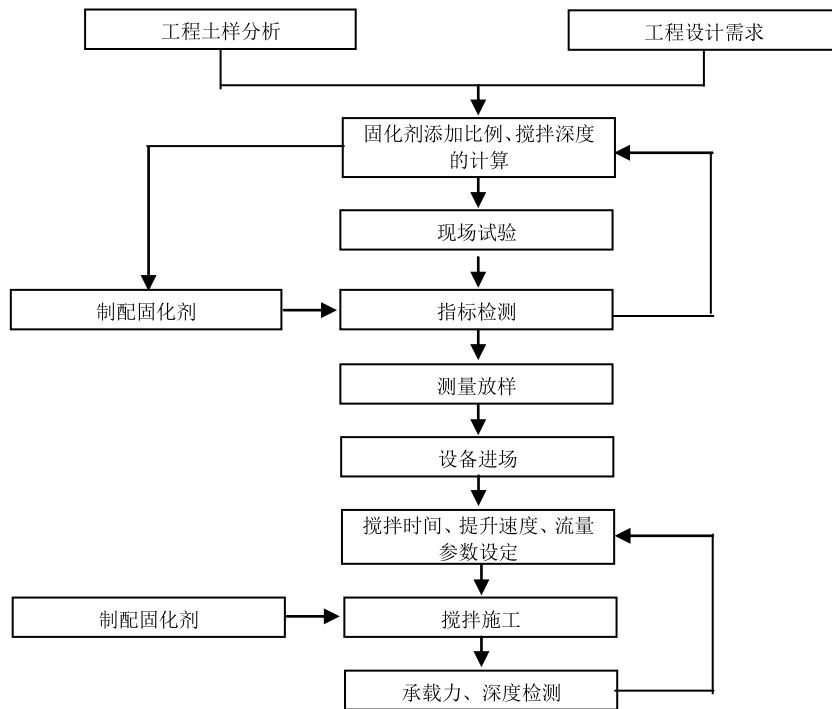 工程土样分析
工程设计需求
固化剂添加比例、搅拌深度
的计算
现场试验
制配固化剂
指标检测
测量放样
设备进场
搅拌时间、提升速度、流量
参数设定
制配固化剂
搅拌施工
承载力、深度检测